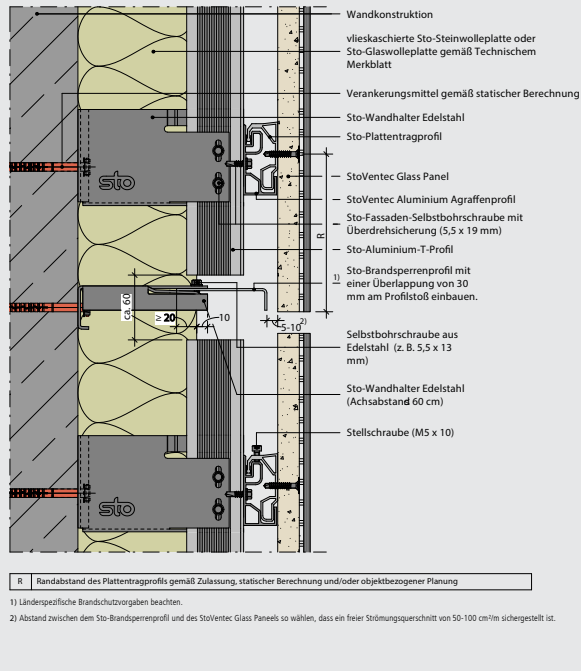 Wandkonstruktion
vlieskaschierte Sto-Steinwolleplatte oder
Sto-Glaswolleplatte gemäß Technischem
Merkblatt
Verankerungsmittel gemäß statischer Berechnung
Sto-Wandhalter Edelstahl
Sto-Plattentragprofil
StoVentec Glass Panel
StoVentec Aluminium Agraffenprofil
Sto-Fassaden-Selbstbohrschraube mit
Überdrehsicherung (5,5 x 19 mm)
Sto-Aluminium-T-Profil
1) Sto-Brandsperrenprofil mit
einer Überlappung von 30
mm am Profilstoß einbauen.
Selbstbohrschraube aus
Edelstahl (z. B. 5,5 x 13
mm)
Sto-Wandhalter Edelstahl
(Achsabstand ≤ 60 cm)
Stellschraube (M5 x 10)
sto
R
ca. 60
≥ 20
10
5-10 2)
sto
R Randabstand des Plattentragprofils gemäß Zulassung, statischer Berechnung und/oder objektbezogener Planung
1) Länderspezifische Brandschutzvorgaben beachten.
2) Abstand zwischen dem Sto-Brandsperrenprofil und des StoVentec Glass Paneels so wählen, dass ein freier Strömungsquerschnitt von 50-100 cm²/m sichergestellt ist.